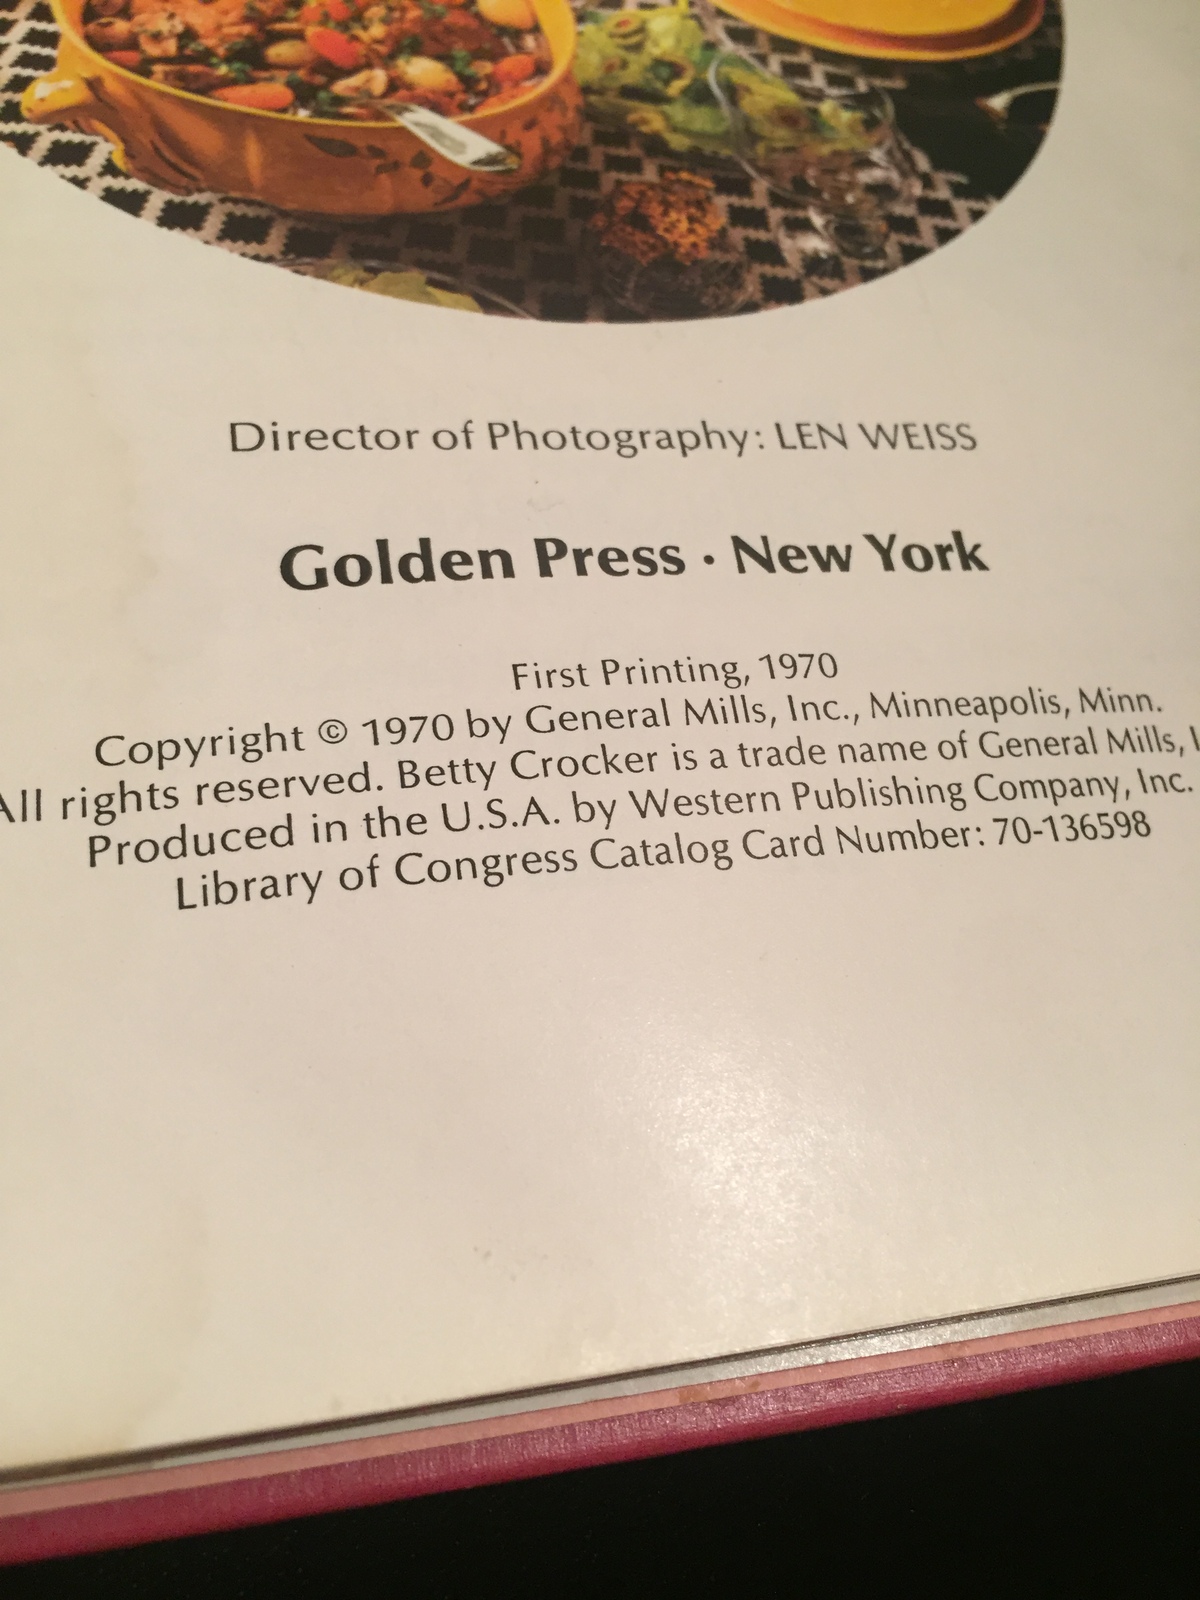 Director of Photography: LEN WEISS
Golden Press · New York
First Printing, 1970
Copyright © 1970 by General Mills, Inc., Minneapolis, Minn.
All rights reserved. Betty Crocker is a trade name of General Mills,
Produced in the U.S.A. by Western Publishing Company, Inc.
Library of Congress Catalog Card Number: 70-136598